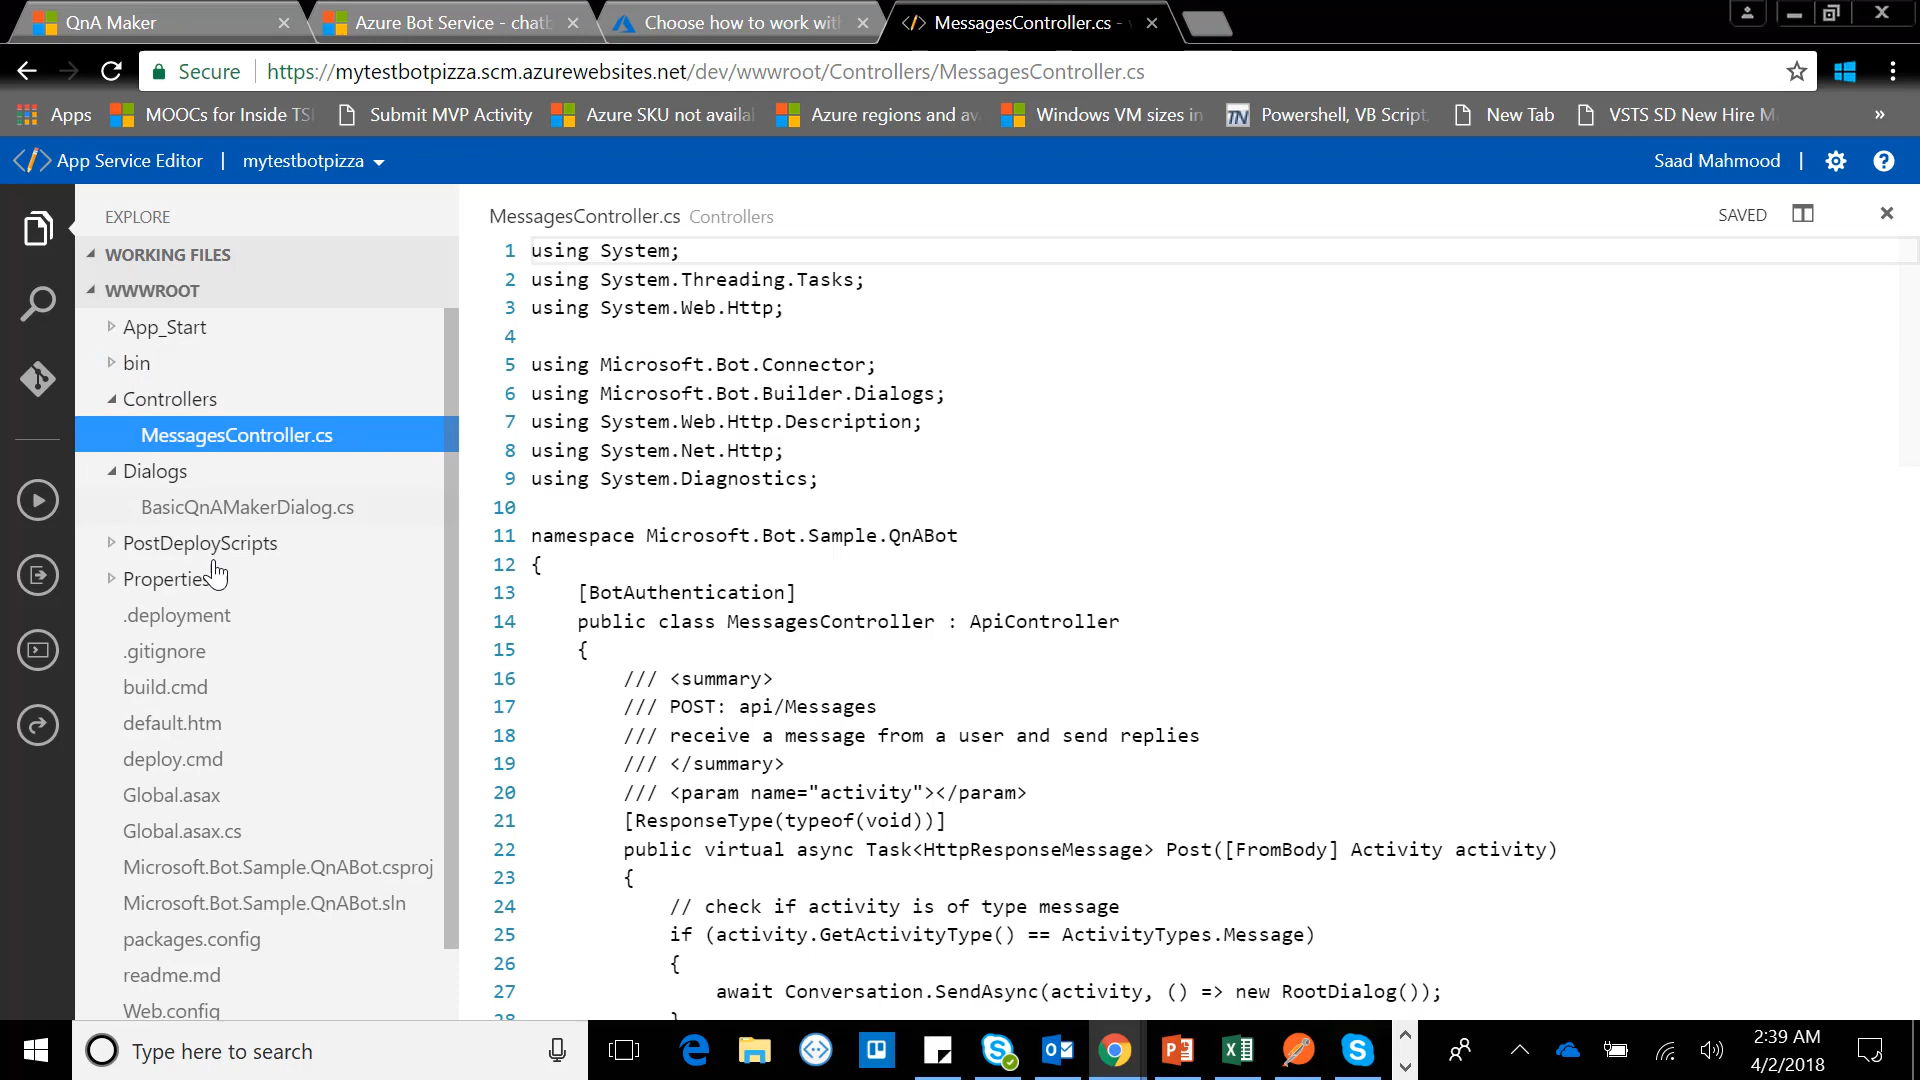 QnA Maker
Azure Bot Service - chatb
Choose how to work with
MessagesController.cs -
Secure
https://mytestbotpizza.scm.azurewebsites.net/dev/wwwroot/Controllers/MessagesController.cs
Apps
MOOCs for Inside TS
Submit MVP Activity
Azure SKU not availa
Azure regions and av
Windows VM sizes in
TN
Powershell, VB Script,
New Tab
VSTS SD New Hire M
»
App Service Editor | mytestbotpizza
Saad Mahmood
EXPLORE
WORKING FILES
WWWROOT
App_Start
bin
Controllers
MessagesController.cs
Dialogs
BasicQnAMakerDialog.cs
PostDeployScripts
Properties
.deployment
.gitignore
build.cmd
default.htm
deploy.cmd
Global.asax
Global.asax.cs
Microsoft.Bot.Sample.QnABot.csproj
Microsoft.Bot.Sample.QnABot.sln
packages.config
readme.md
Web.config
MessagesController.cs Controllers
SAVED
1 using System;
2 using System.Threading.Tasks;
3 using System.Web.Http;
4
5 using Microsoft.Bot.Connector;
6 using Microsoft.Bot.Builder.Dialogs;
7 using System.Web.Http.Description;
8 using System.Net.Http;
9 using System.Diagnostics;
10
11 namespace Microsoft.Bot.Sample.QnABot
12 {
13 [BotAuthentication]
14 public class MessagesController : ApiController
15 {
16 /// <summary>
17 /// POST: api/Messages
18 /// receive a message from a user and send replies
19 /// </summary>
20 /// <param name="activity"></param>
21 [ResponseType(typeof(void))]
22 public virtual async Task<HttpResponseMessage> Post([FromBody] Activity activity)
23 {
24 // check if activity is of type message
25 if (activity.GetActivityType() == ActivityTypes.Message)
26 {
27 await Conversation.SendAsync(activity, () => new RootDialog());
28 }
Type here to search
2:39 AM
4/2/2018